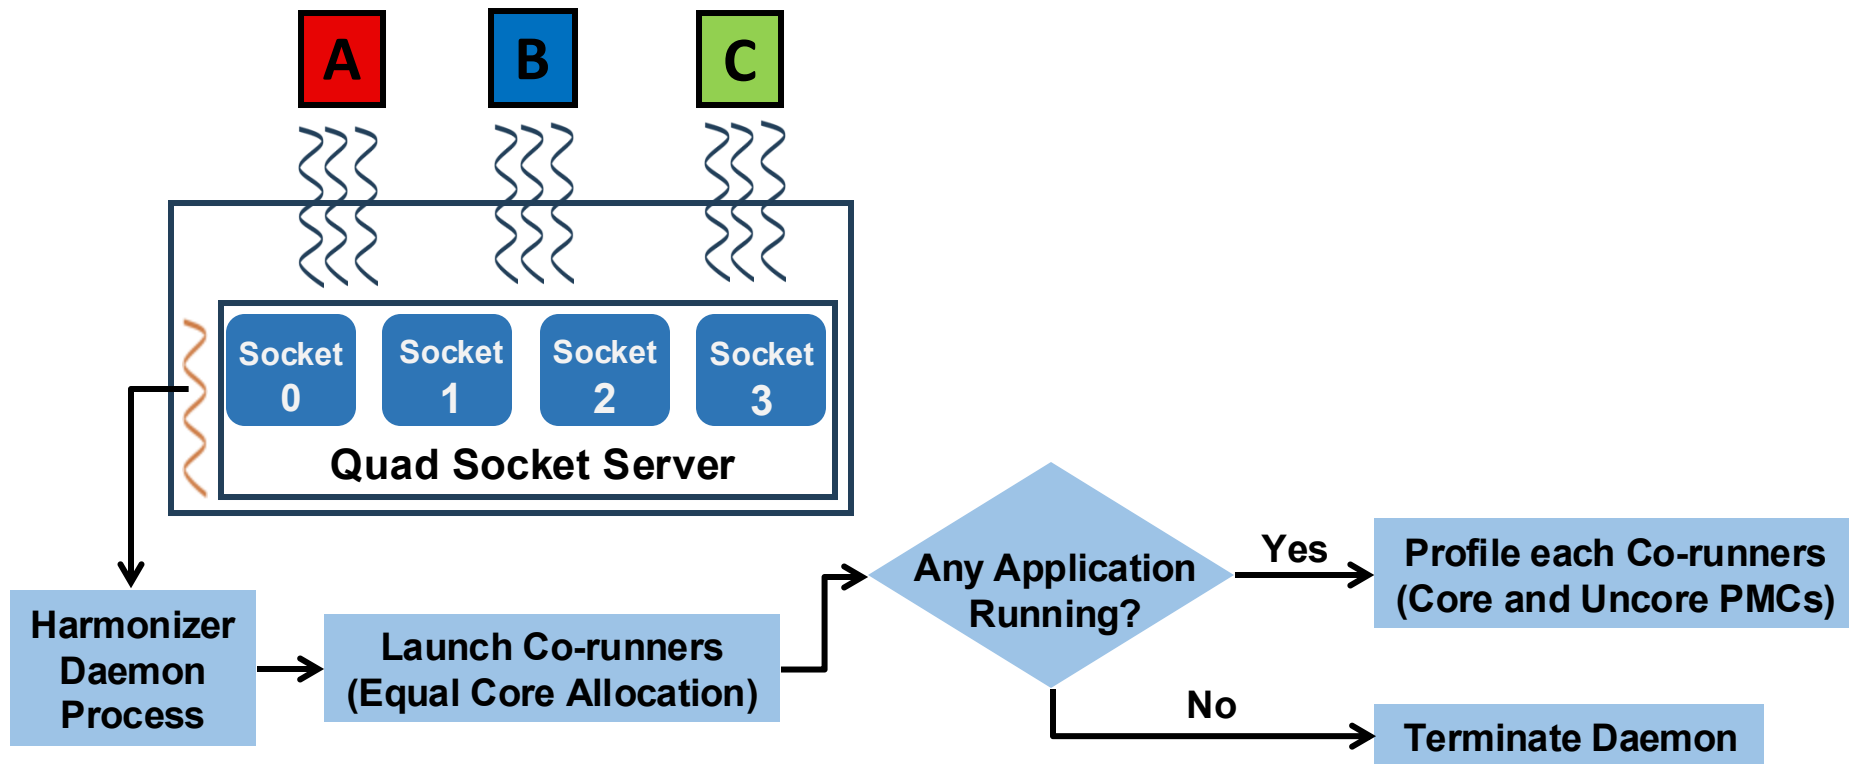 A
B
C
Socket
0
Socket
1
Socket
2
Socket
3
Quad Socket Server
Harmonizer
Daemon
Process
Launch Co-runners
(Equal Core Allocation)
Any Application
Running?
Yes
Profile each Co-runners
(Core and Uncore PMCs)
No
Terminate Daemon